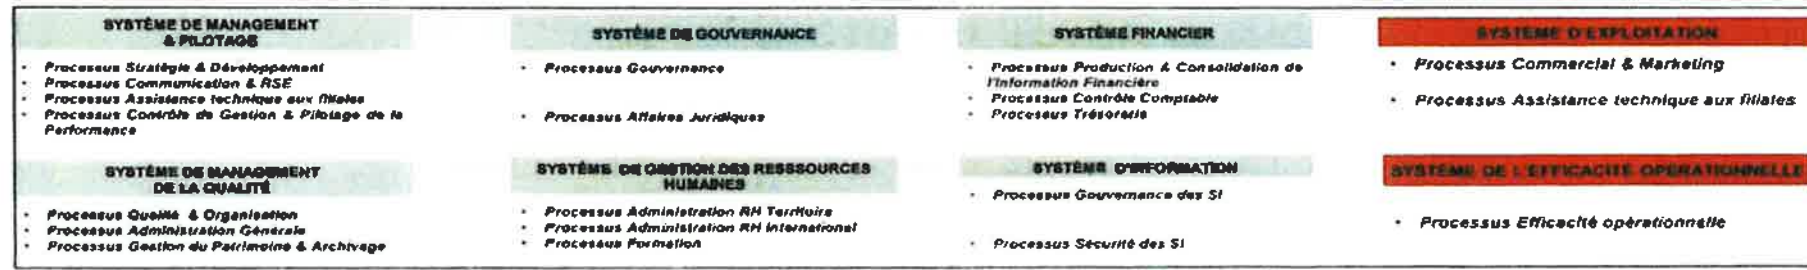 SYSTÈME DE MANAGEMENT
& PILOTAGE
• Processus Stratégie & Développement
• Processus Communication & RSE
• Processus Assistance technique aux filiales
• Processus Contrôle de Gestion & Pilotage de la
Performance
SYSTÈME DE GOUVERNANCE
• Processus Gouvernance
• Processus Affaires Juridiques
SYSTÈME FINANCIER
• Processus Production & Consolidation de
l'Information Financière
• Processus Contrôle Comptable
• Processus Trésorerie
SYSTEME D'EXPLOITATION
• Processus Commercial & Marketing
• Processus Assistance technique aux filiales
SYSTÈME DE MANAGEMENT
DE LA QUALITÉ
• Processus Qualité & Organisation
• Processus Administration Générale
• Processus Gestion du Patrimoine & Archivage
SYSTÈME DE GESTION DES RESSSOURCES
HUMAINES
• Processus Administration RH Territoire
• Processus Administration RH International
• Processus Formation
SYSTÈME D'INFORMATION
• Processus Gouvernance des SI
• Processus Sécurité des SI
SYSTEME DE L'EFFICACITE OPERATIONNELLE
• Processus Efficacité opérationnelle